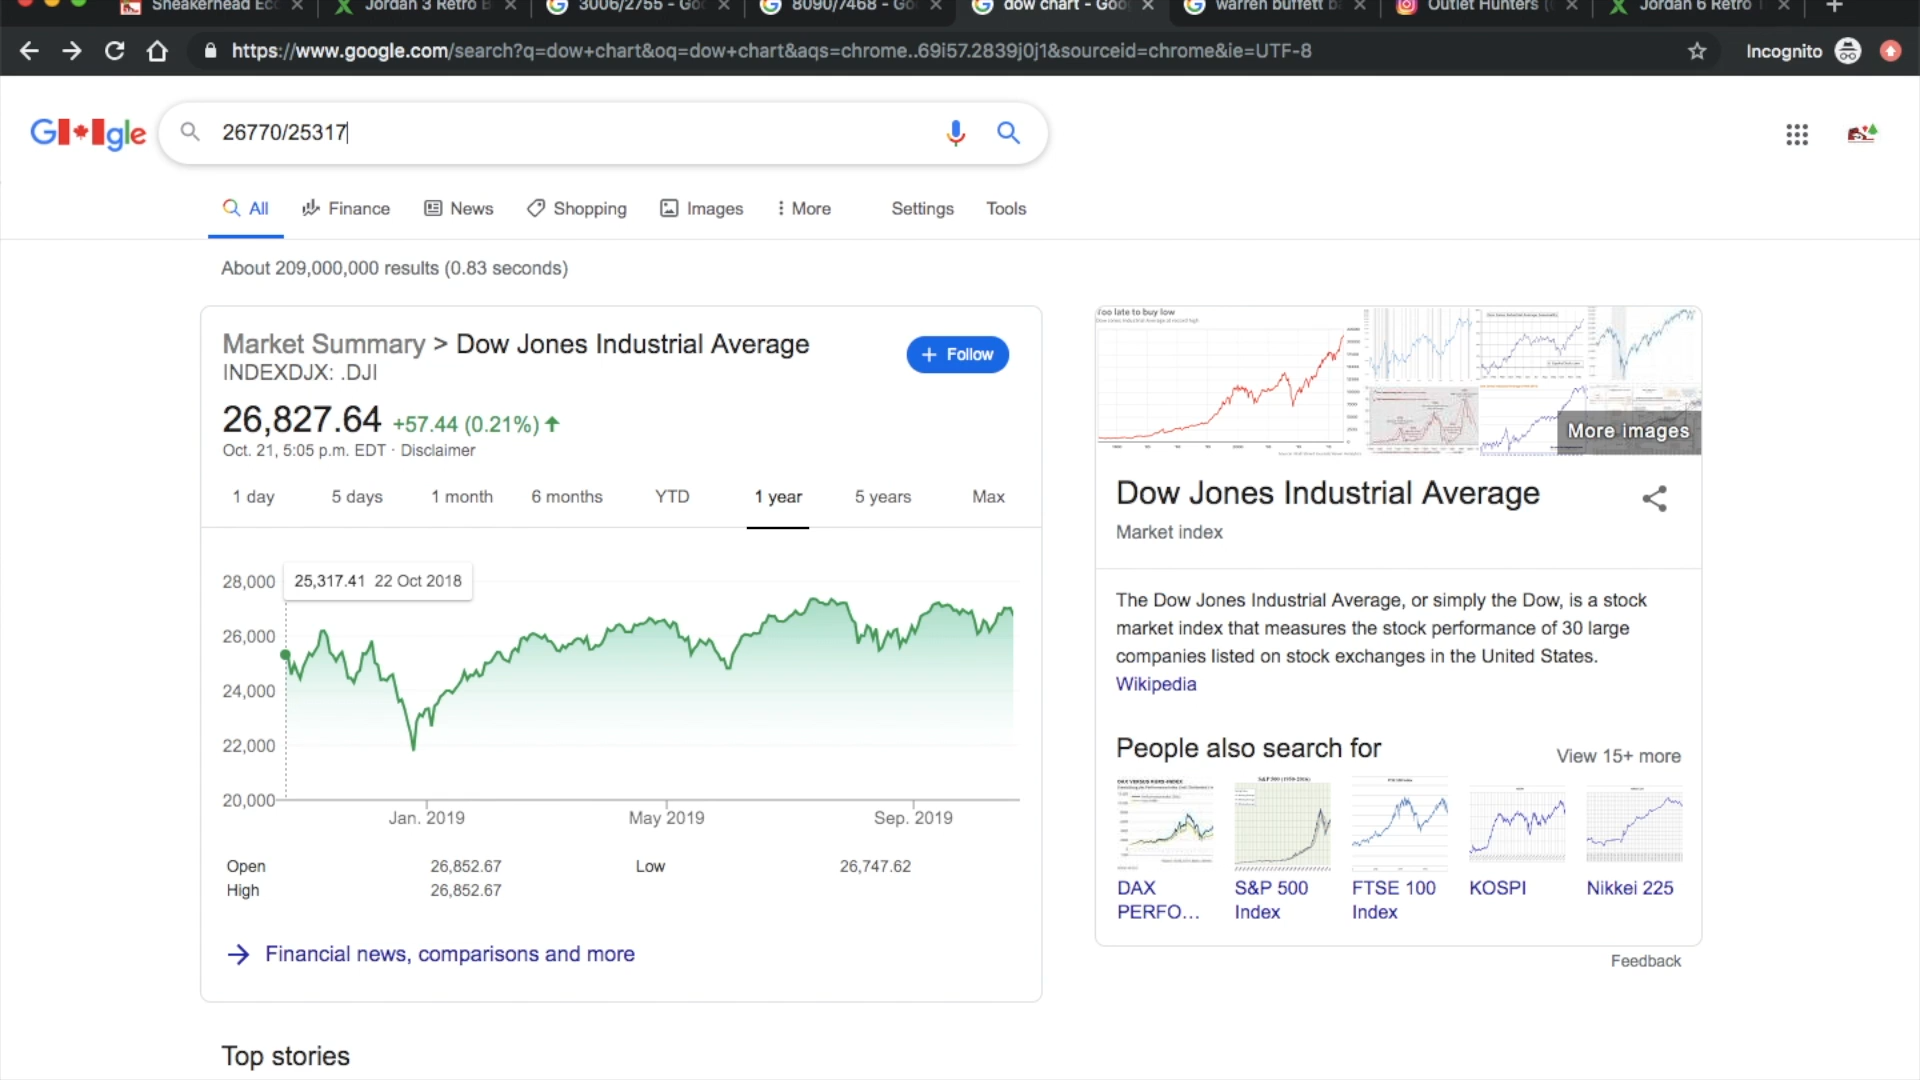 Sneakerhead Ec
Jordan 3 Retro B
3006/2755 - Go
8090/7468 - Go
dow chart - Goo
warren buffett b
Outlet Hunters (
Jordan 6 Retro
https://www.google.com/search?q=dow+chart&oq=dow+chart&aqs=chrome..69i57.2839j0j1&sourceid=chrome&ie=UTF-8
Incognito
26770/25317
All
Finance
News
Shopping
Images
More
Settings
Tools
About 209,000,000 results (0.83 seconds)
Market Summary > Dow Jones Industrial Average
INDEXDJX: .DJI
+ Follow
26,827.64 +57.44 (0.21%)
Oct. 21, 5:05 p.m. EDT · Disclaimer
1 day
5 days
1 month
6 months
YTD
1 year
5 years
Max
25,317.41 22 Oct 2018
28,000
26,000
24,000
22,000
20,000
Jan. 2019
May 2019
Sep. 2019
Open 26,852.67
Low 26,747.62
High 26,852.67
Financial news, comparisons and more
Top stories
Too late to buy low
More images
Dow Jones Industrial Average
Market index
The Dow Jones Industrial Average, or simply the Dow, is a stock
market index that measures the stock performance of 30 large
companies listed on stock exchanges in the United States.
Wikipedia
People also search for
View 15+ more
DAX
PERFO...
S&P 500
Index
FTSE 100
Index
KOSPI
Nikkei 225
Feedback